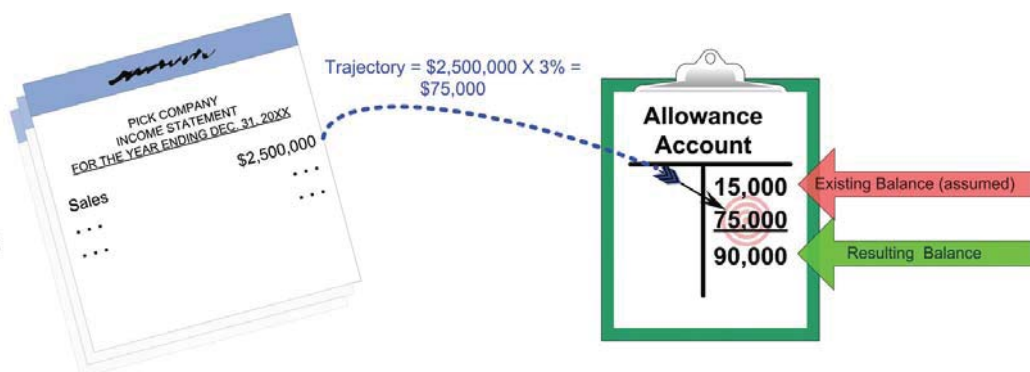 PICK COMPANY
INCOME STATEMENT
FOR THE YEAR ENDING DEC. 31, 20XX
Sales $2,500,000
. . . . . .
. . . . . .
Trajectory = $2,500,000 X 3% =
$75,000
Allowance
Account
15,000
75,000
90,000
Existing Balance (assumed)
Resulting Balance